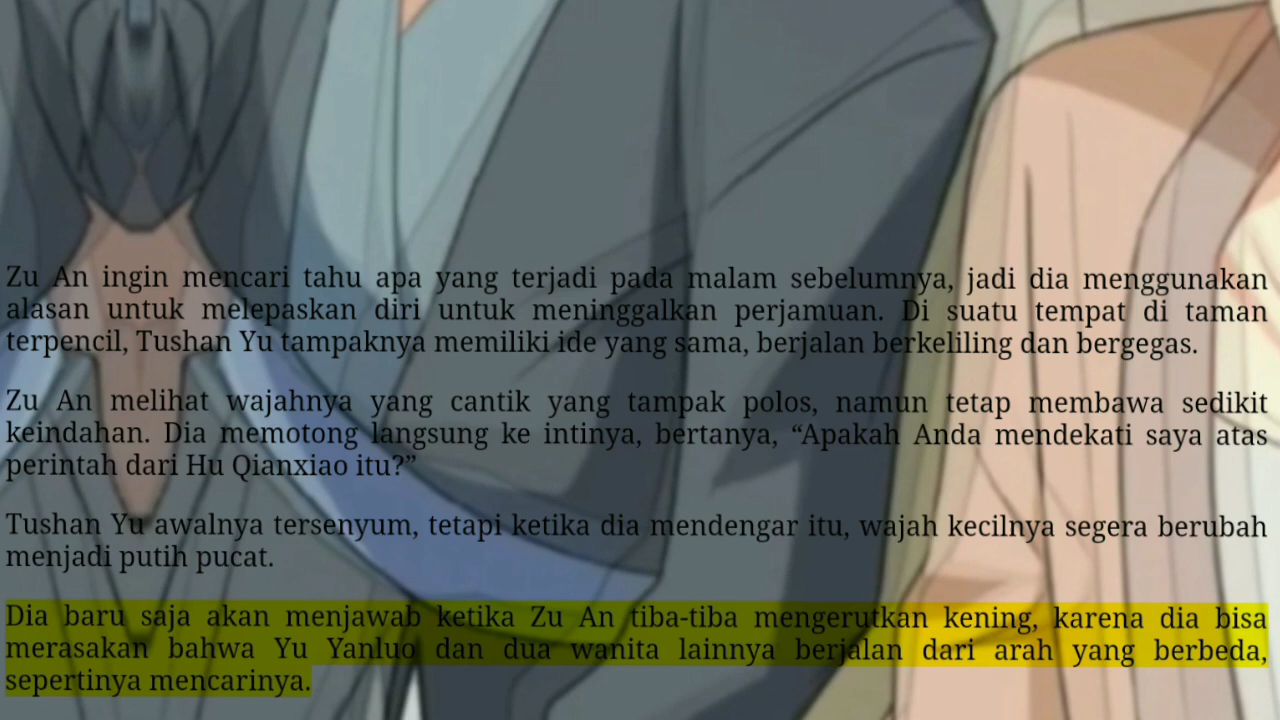 Zu An ingin mencari tahu apa yang terjadi pada malam sebelumnya, jadi dia menggunakan
alasan untuk melepaskan diri untuk meninggalkan perjamuan. Di suatu tempat di taman
terpencil, Tushan Yu tampaknya memiliki ide yang sama, berjalan berkeliling dan bergegas.
Zu An melihat wajahnya yang cantik yang tampak polos, namun tetap membawa sedikit
keindahan. Dia memotong langsung ke intinya, bertanya, “Apakah Anda mendekati saya atas
perintah dari Hu Qianxiao itu?”
Tushan Yu awalnya tersenyum, tetapi ketika dia mendengar itu, wajah kecilnya segera berubah
menjadi putih pucat.
Dia baru saja akan menjawab ketika Zu An tiba-tiba mengerutkan kening, karena dia bisa
merasakan bahwa Yu Yanluo dan dua wanita lainnya berjalan dari arah yang berbeda,
sepertinya mencarinya.